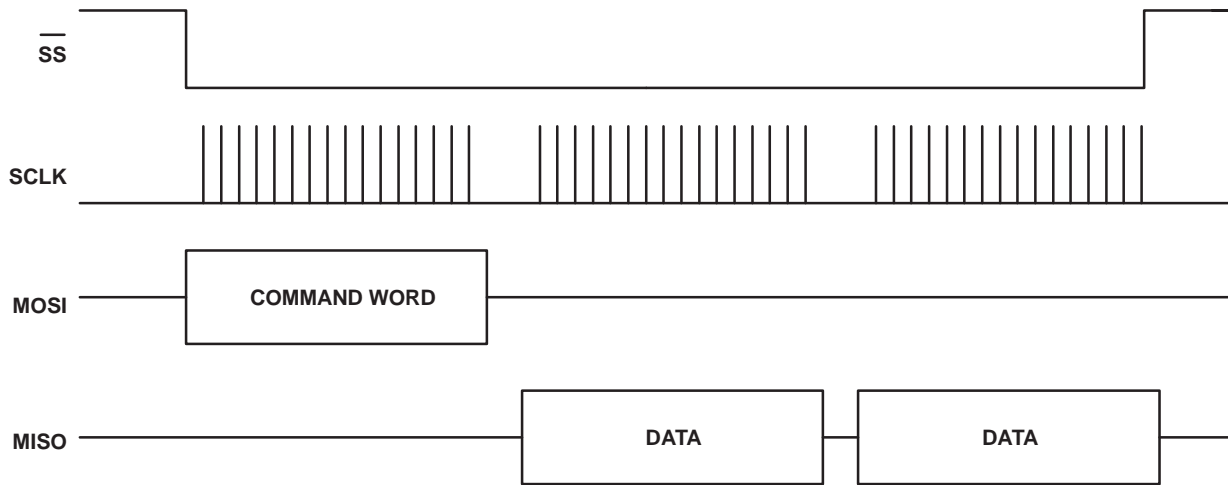 SS
SCLK
MOSI
COMMAND WORD
MISO
DATA
DATA